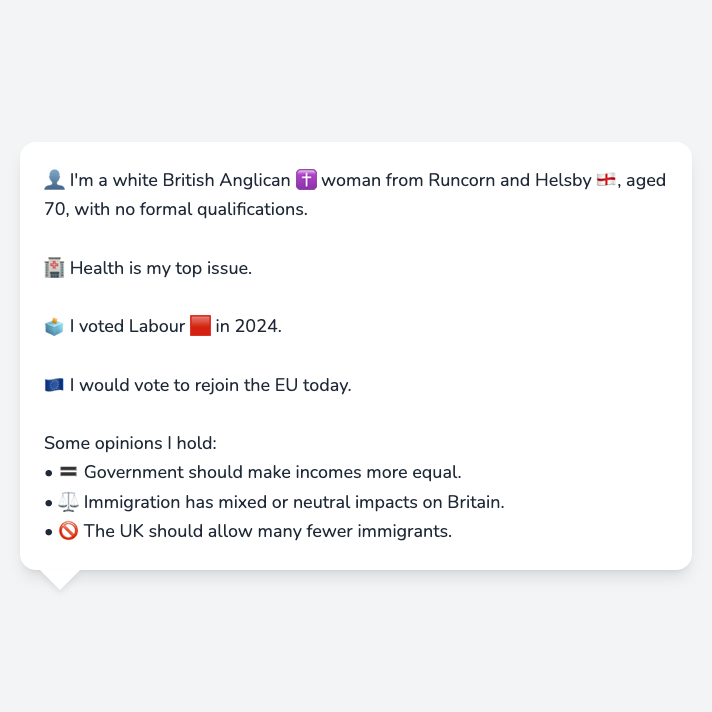 👤 I'm a white British Anglican ✝️ woman from Runcorn and Helsby 🏴󠁧󠁢󠁥󠁮󠁧󠁿, aged
70, with no formal qualifications.
🏥 Health is my top issue.
🗳️ I voted Labour 🟥 in 2024.
🇪🇺 I would vote to rejoin the EU today.
Some opinions I hold:
• 🟰 Government should make incomes more equal.
• ⚖️ Immigration has mixed or neutral impacts on Britain.
• 🚫 The UK should allow many fewer immigrants.